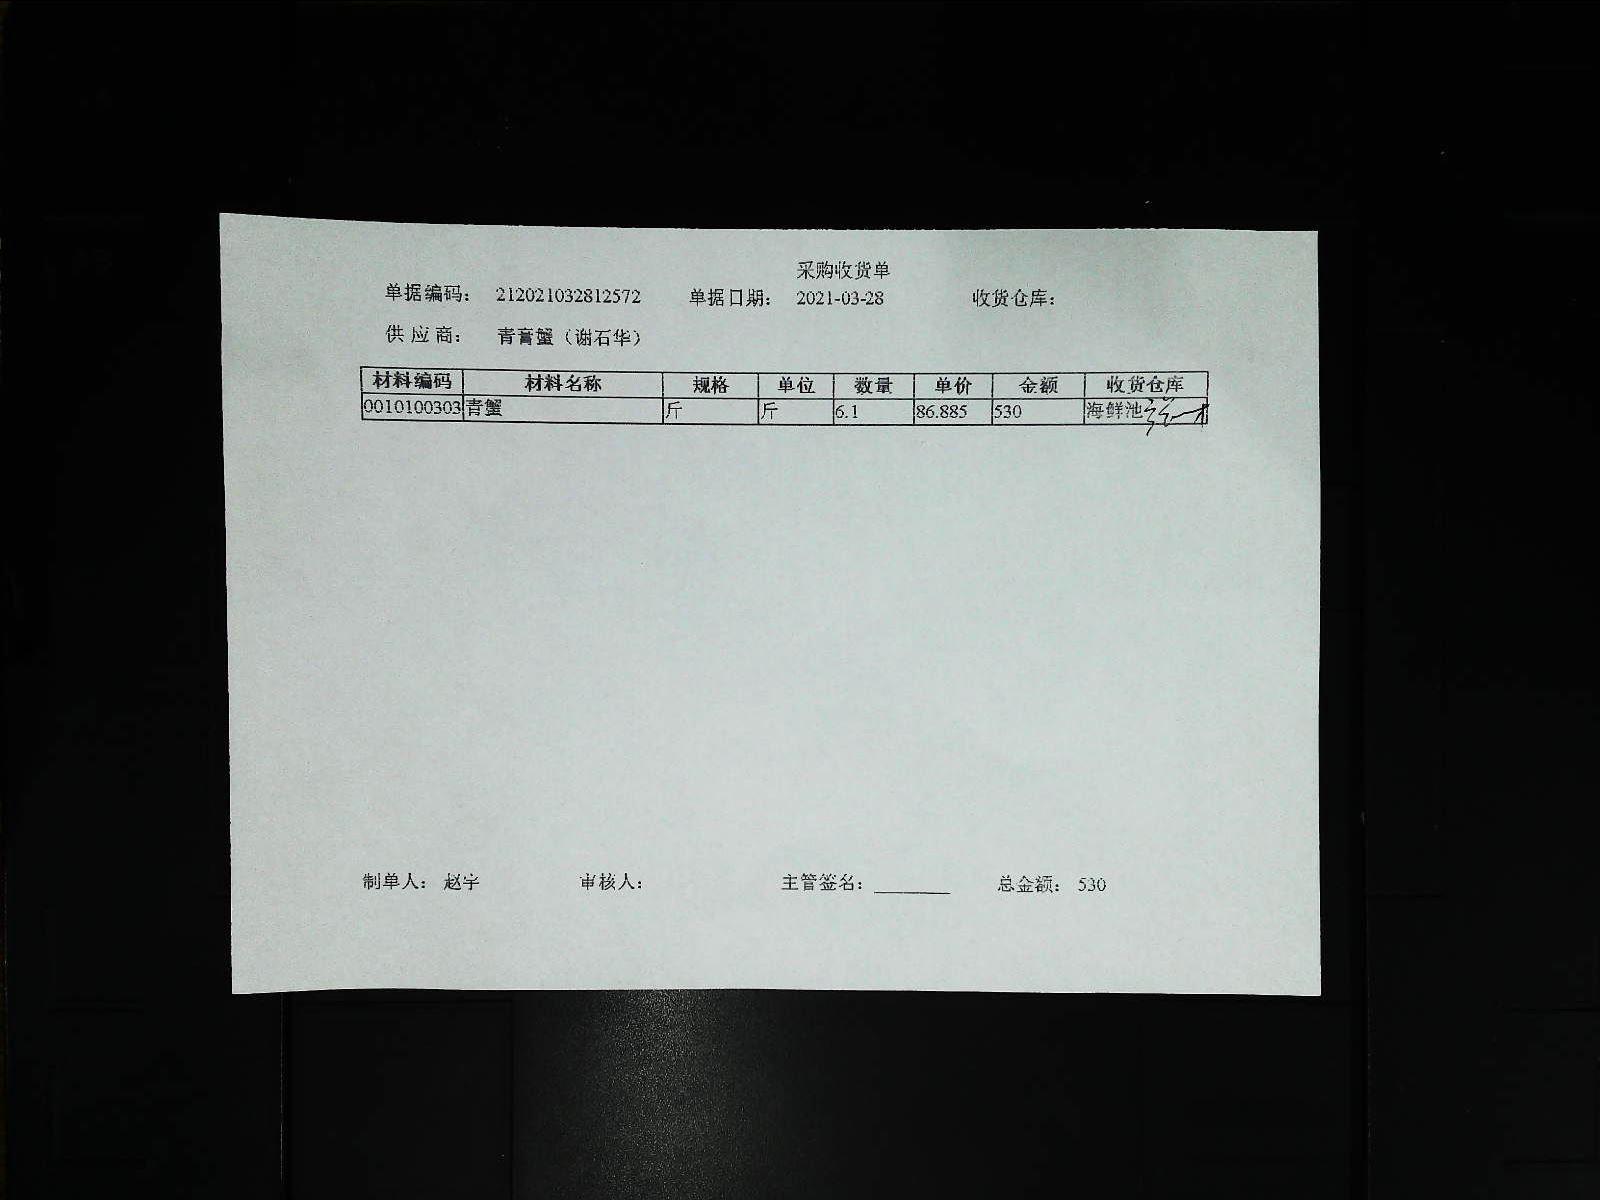 采购收货单
单据编码： 212021032812572 单据日期： 2021-03-28 收货仓库：
供 应 商： 青膏蟹（谢石华）
材料编码 材料名称 规格 单位 数量 单价 金额 收货仓库
0010100303 青蟹 斤 斤 6.1 86.885 530 海鲜池
制单人： 赵宇 审核人： 主管签名：________ 总金额： 530